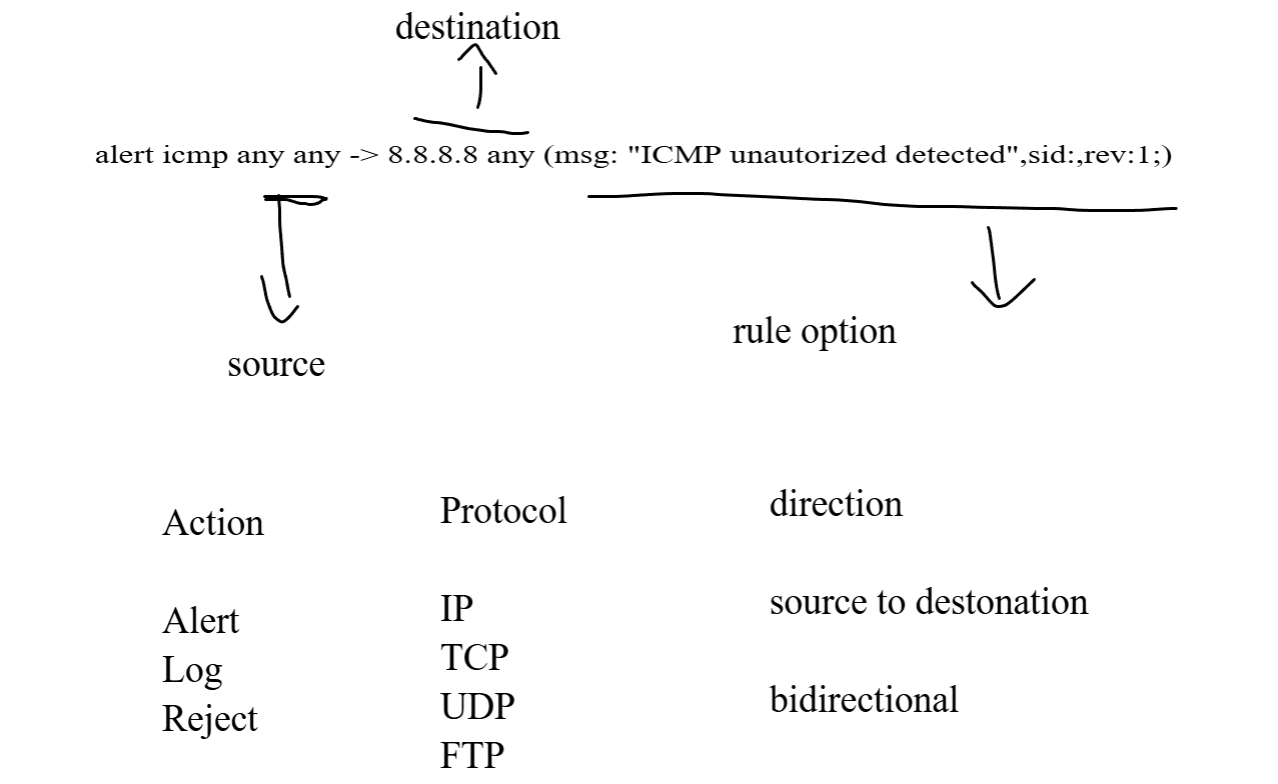 destination
alert icmp any any -> 8.8.8.8 any (msg: "ICMP unautorized detected",sid:,rev:1;)
source
rule option
Action
Alert
Log
Reject
Protocol
IP
TCP
UDP
FTP
direction
source to destonation
bidirectional